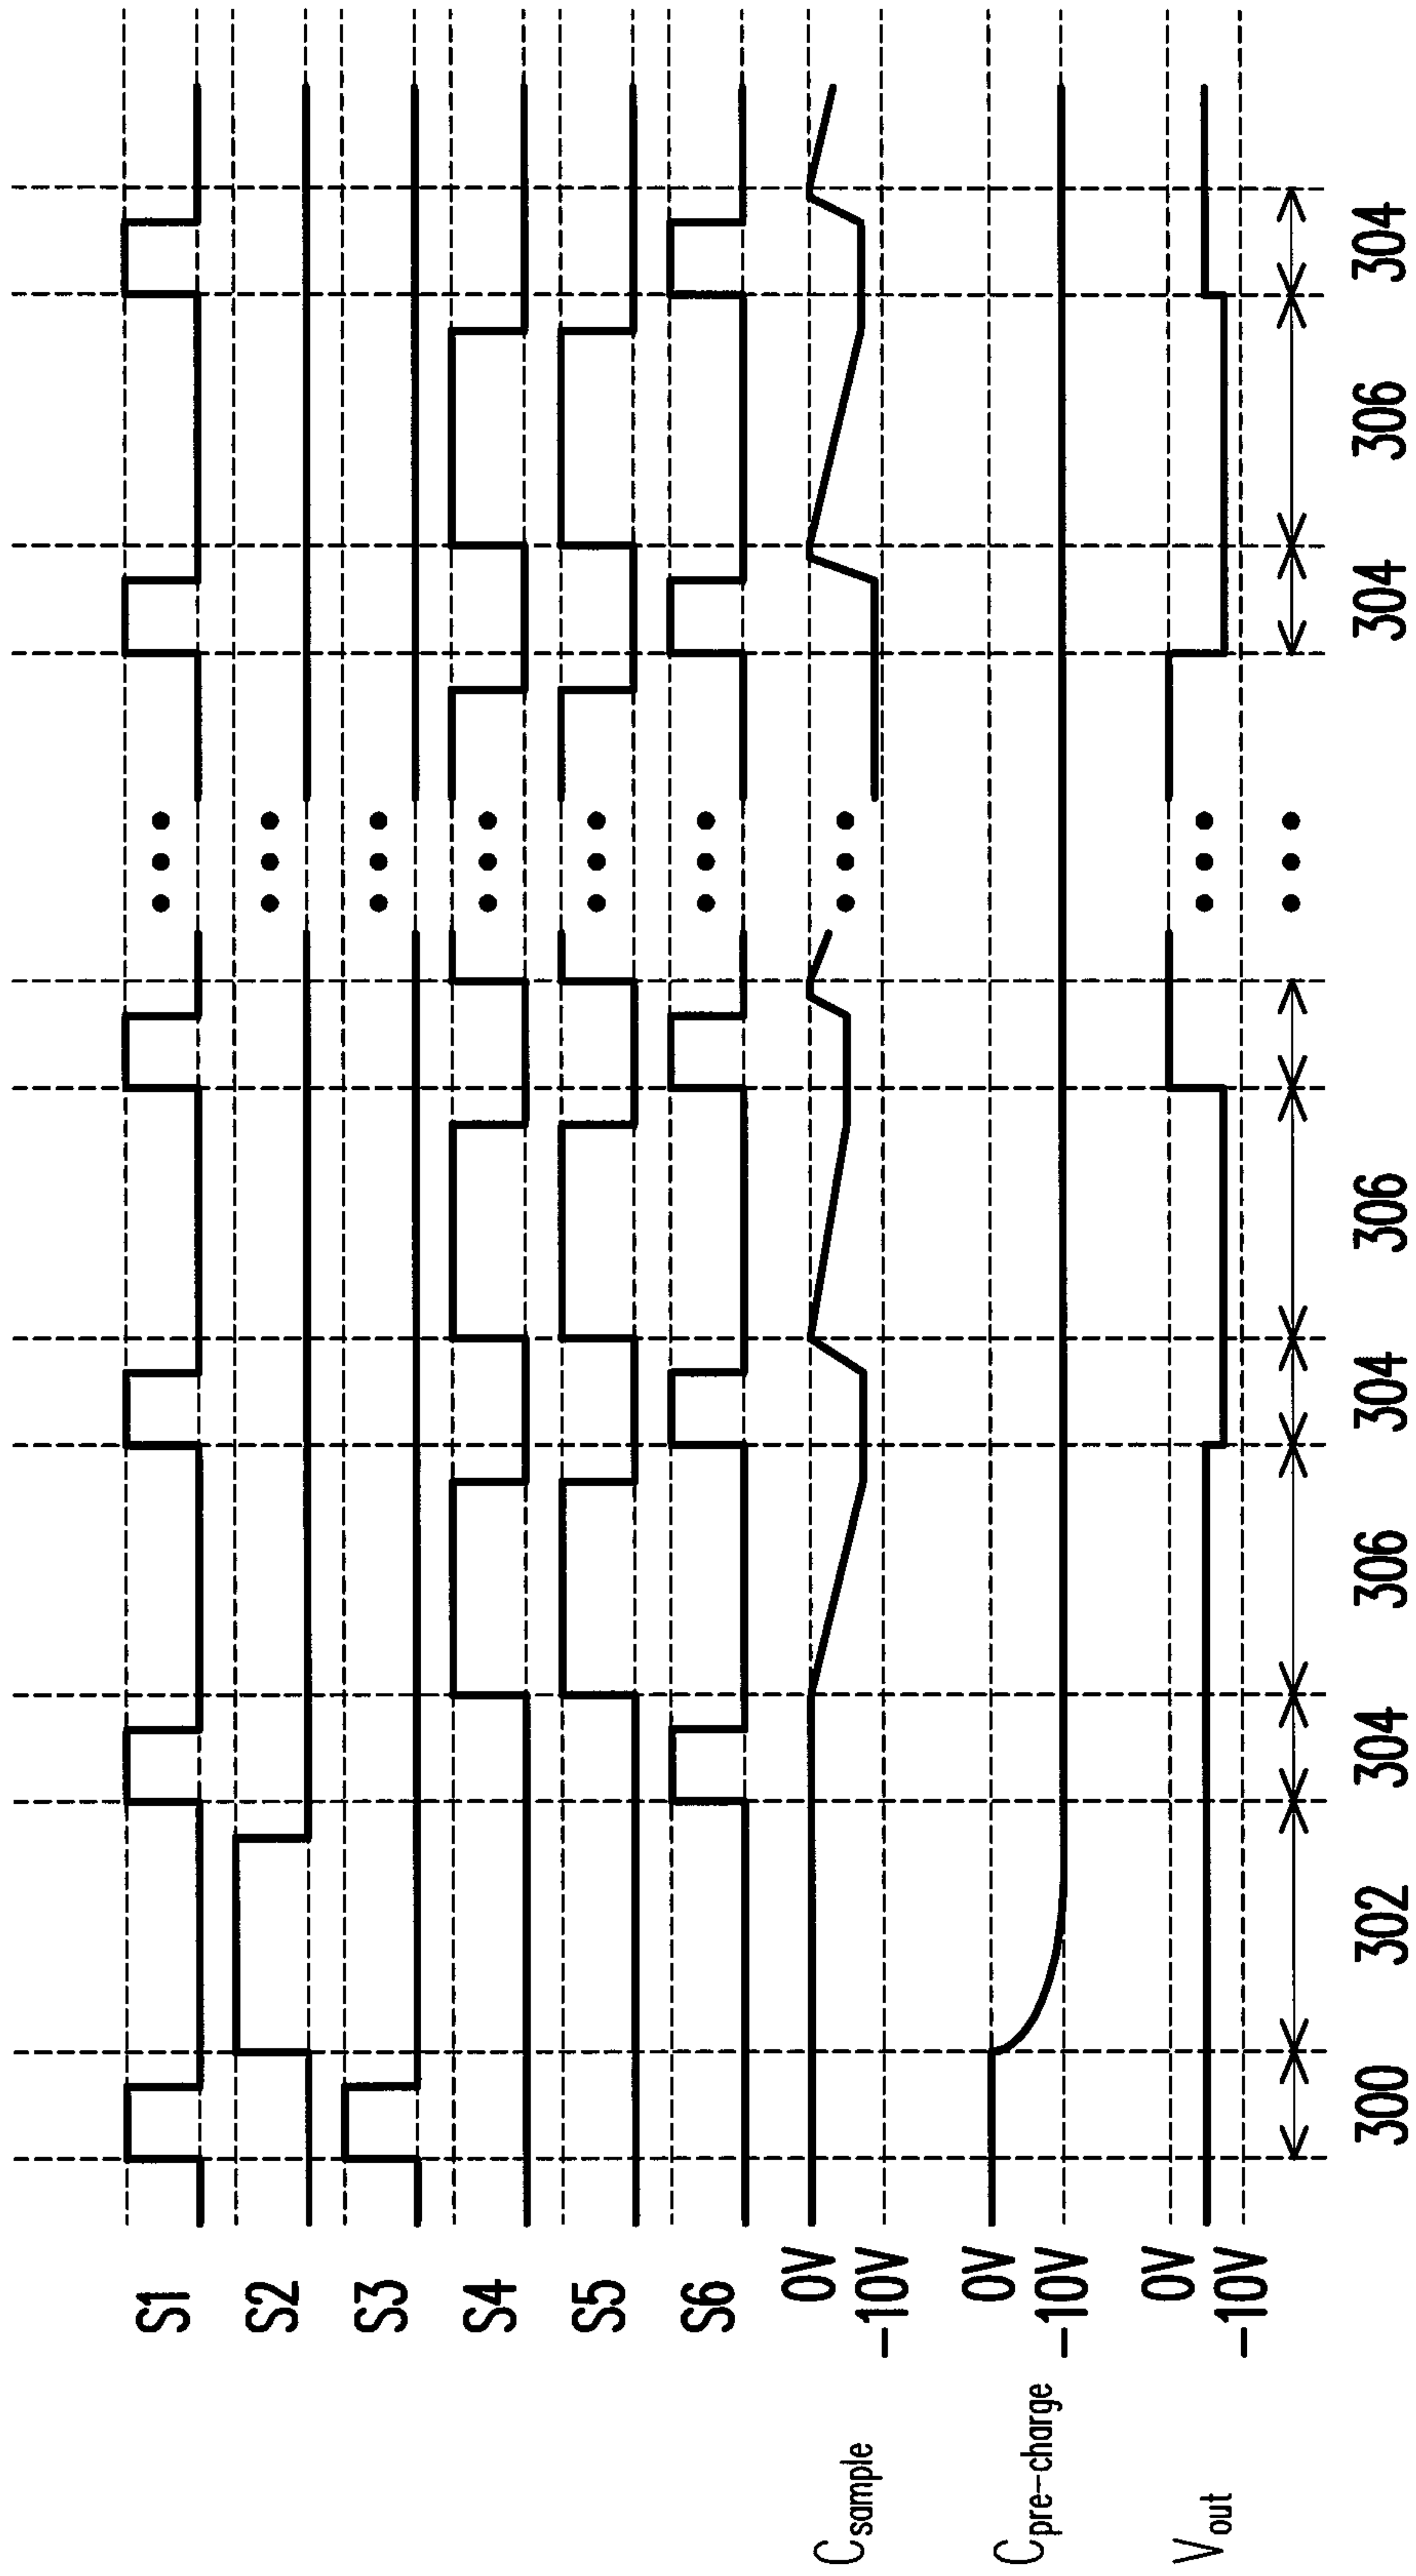 S1
S2
S3
S4
S5
S6
0V
-10V
Csample
0V
-10V
Cpre-charge
0V
-10V
Vout
300 302 304 306 304 306 304 306 304